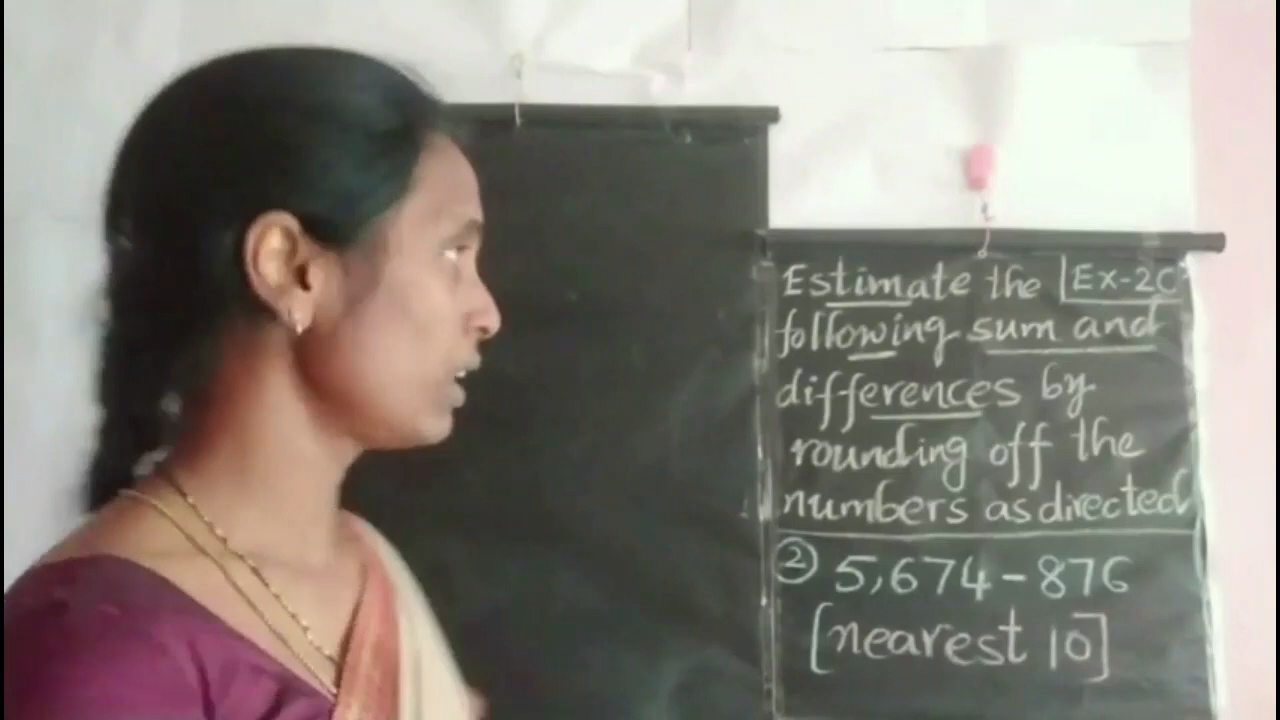 Estimate the Ex-2C
following sum and
differences by
rounding off the
numbers as directed
② 5,674-876
[nearest 10]